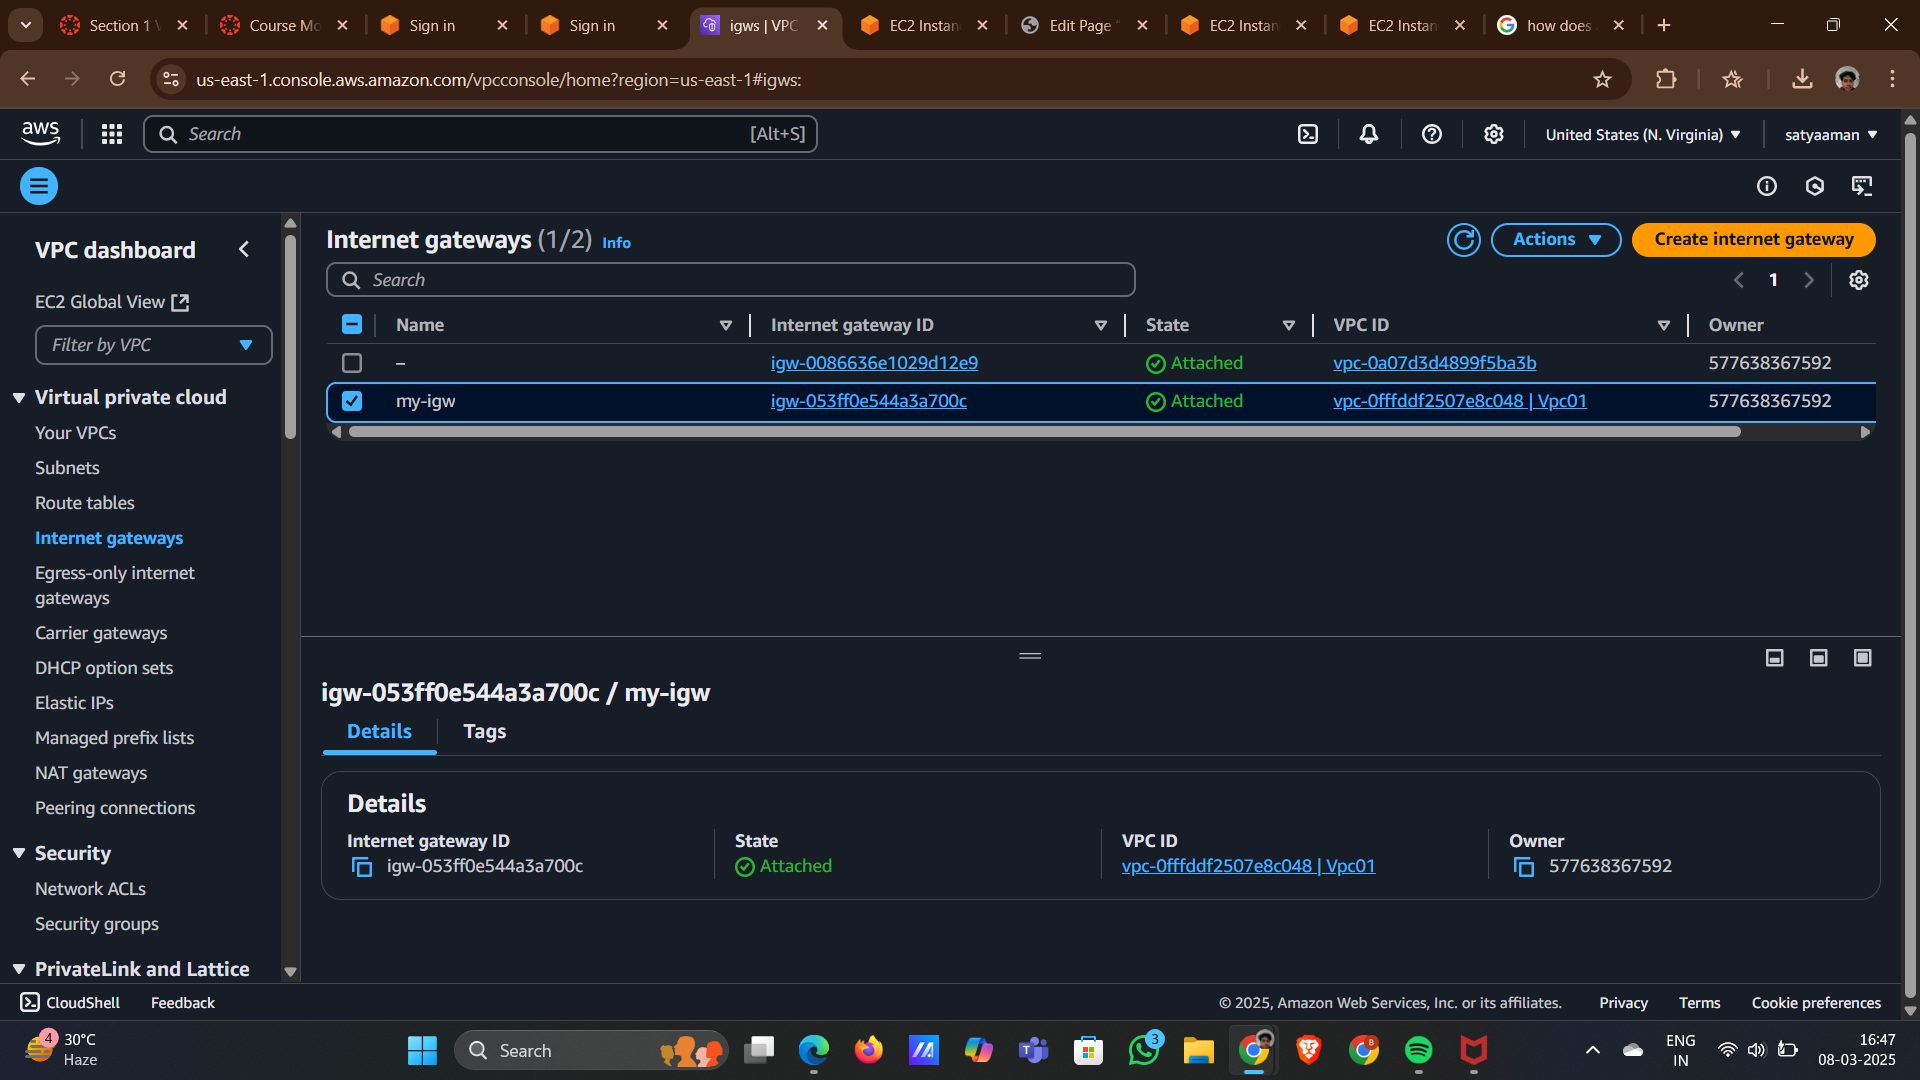 Section 1 V
Course Mo
Sign in
Sign in
igws | VPC
EC2 Instan
Edit Page "
EC2 Instan
EC2 Instan
how does
us-east-1.console.aws.amazon.com/vpcconsole/home?region=us-east-1#igws:
aws
Search
[Alt+S]
United States (N. Virginia)
satyaaman
VPC dashboard
EC2 Global View
Filter by VPC
Virtual private cloud
Your VPCs
Subnets
Route tables
Internet gateways
Egress-only internet
gateways
Carrier gateways
DHCP option sets
Elastic IPs
Managed prefix lists
NAT gateways
Peering connections
Security
Network ACLs
Security groups
PrivateLink and Lattice
Internet gateways (1/2) Info
Actions
Create internet gateway
Search
1
Name Internet gateway ID State VPC ID Owner
– igw-0086636e1029d12e9 Attached vpc-0a07d3d4899f5ba3b 577638367592
my-igw igw-053ff0e544a3a700c Attached vpc-0fffddf2507e8c048 | Vpc01 577638367592
igw-053ff0e544a3a700c / my-igw
Details Tags
Details
Internet gateway ID State VPC ID Owner
igw-053ff0e544a3a700c Attached vpc-0fffddf2507e8c048 | Vpc01 577638367592
CloudShell Feedback © 2025, Amazon Web Services, Inc. or its affiliates. Privacy Terms Cookie preferences
4
30°C
Haze
Search
3
B
ENG
IN
16:47
08-03-2025